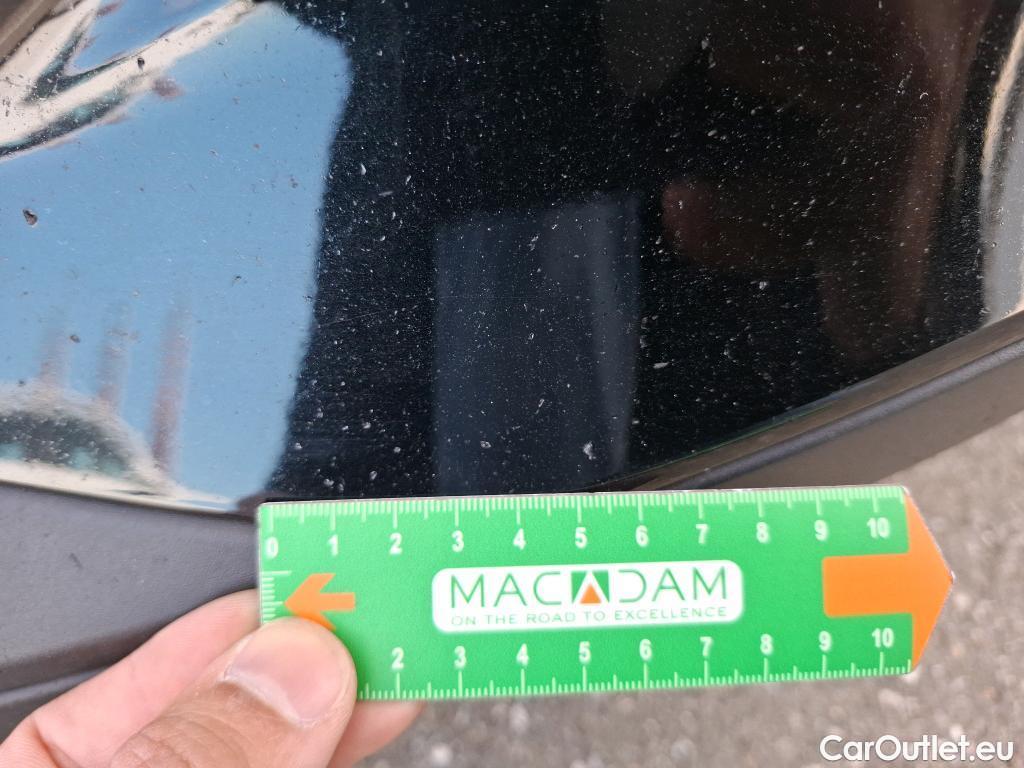 0 1 2 3 4 5 6 7 8 9 10
MACADAM
ON THE ROAD TO EXCELLENCE
2 3 4 5 6 7 8 9 10
CarOutlet.eu